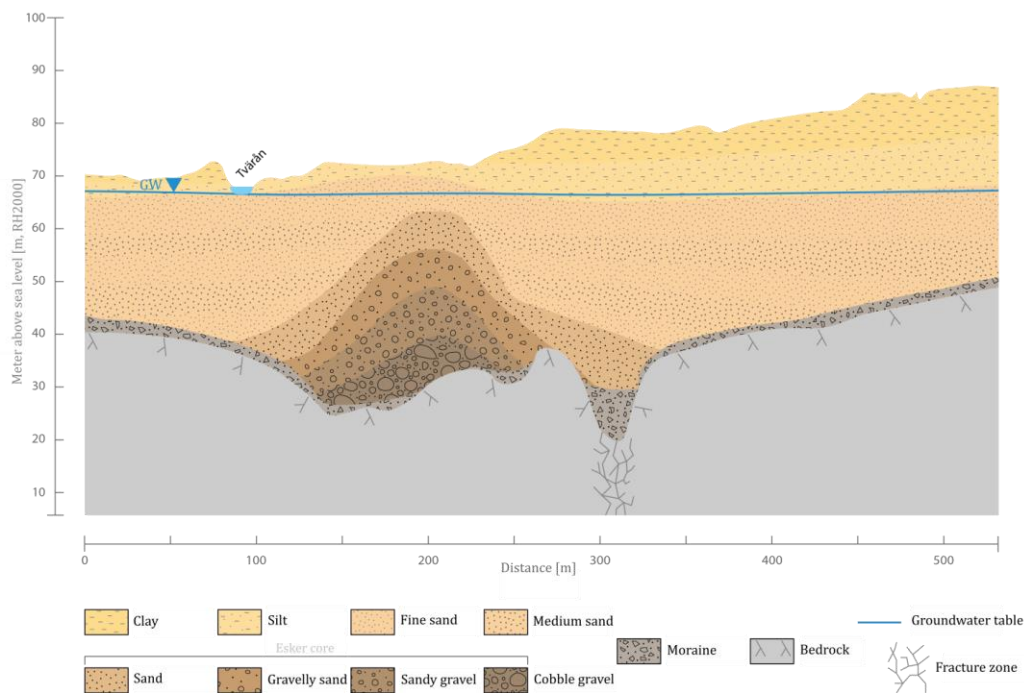 100
90
80
70
60
50
40
30
20
10
Meter above sea level [m, RH2000]
GW
Tvärån
0 100 200 300 400 500
Distance [m]
Clay Silt Fine sand Medium sand Groundwater table
Esker core
Moraine Bedrock
Sand Gravelly sand Sandy gravel Cobble gravel Fracture zone